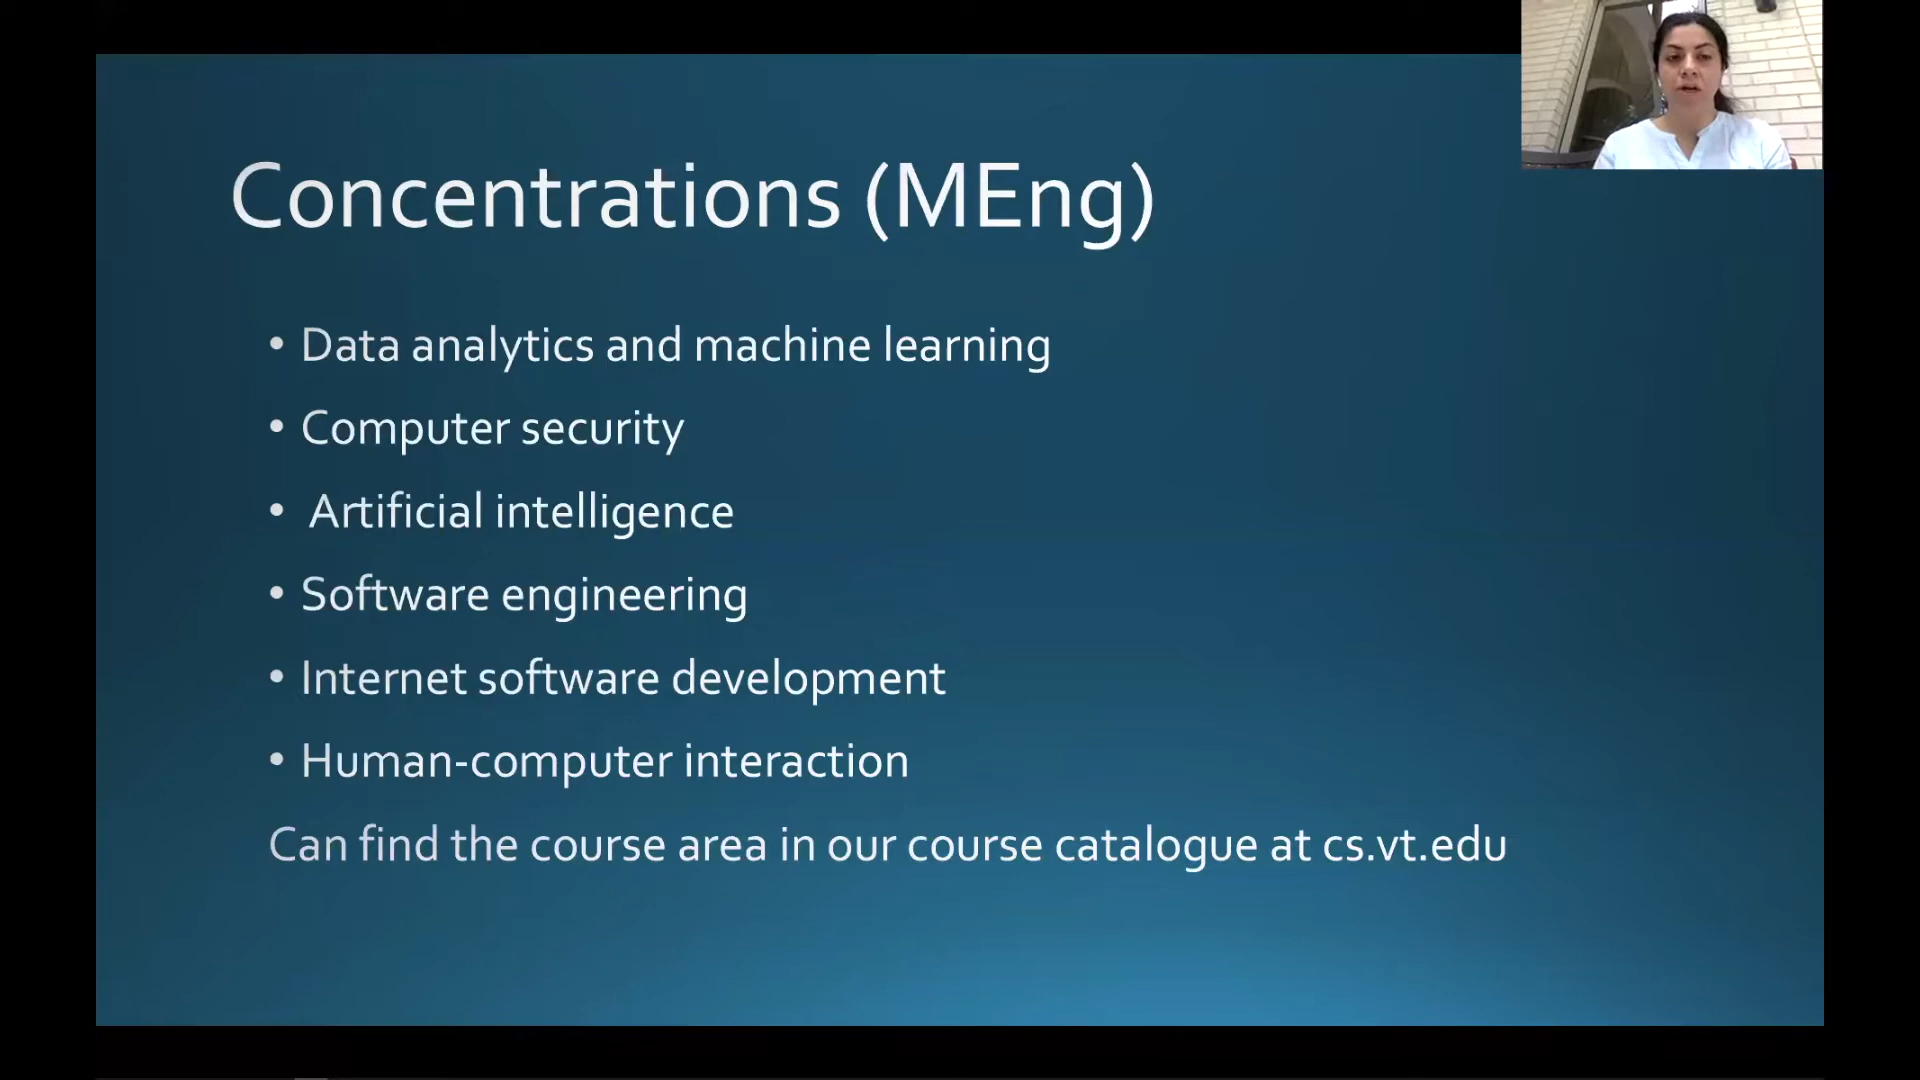 Concentrations (MEng)
• Data analytics and machine learning
• Computer security
• Artificial intelligence
• Software engineering
• Internet software development
• Human-computer interaction
Can find the course area in our course catalogue at cs.vt.edu